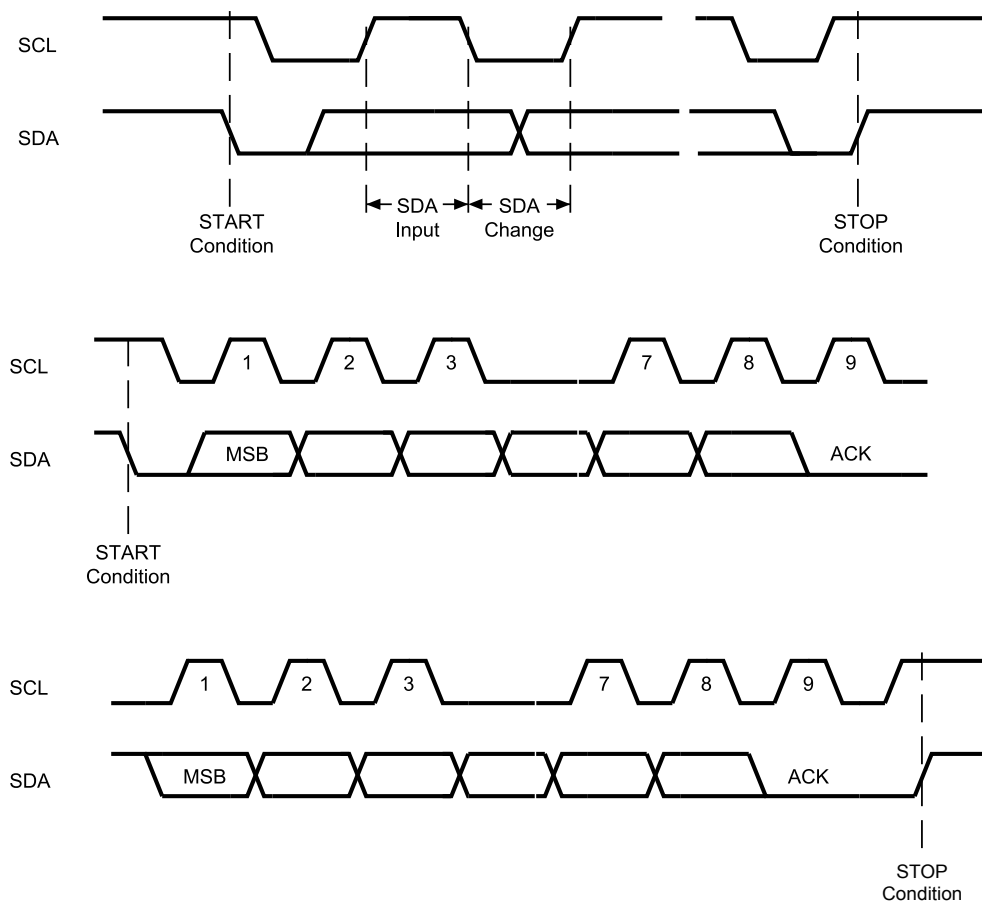 SCL
SDA
SDA
Input
SDA
Change
START
Condition
STOP
Condition
SCL
1
2
3
7
8
9
SDA
MSB
ACK
START
Condition
SCL
1
2
3
7
8
9
SDA
MSB
ACK
STOP
Condition